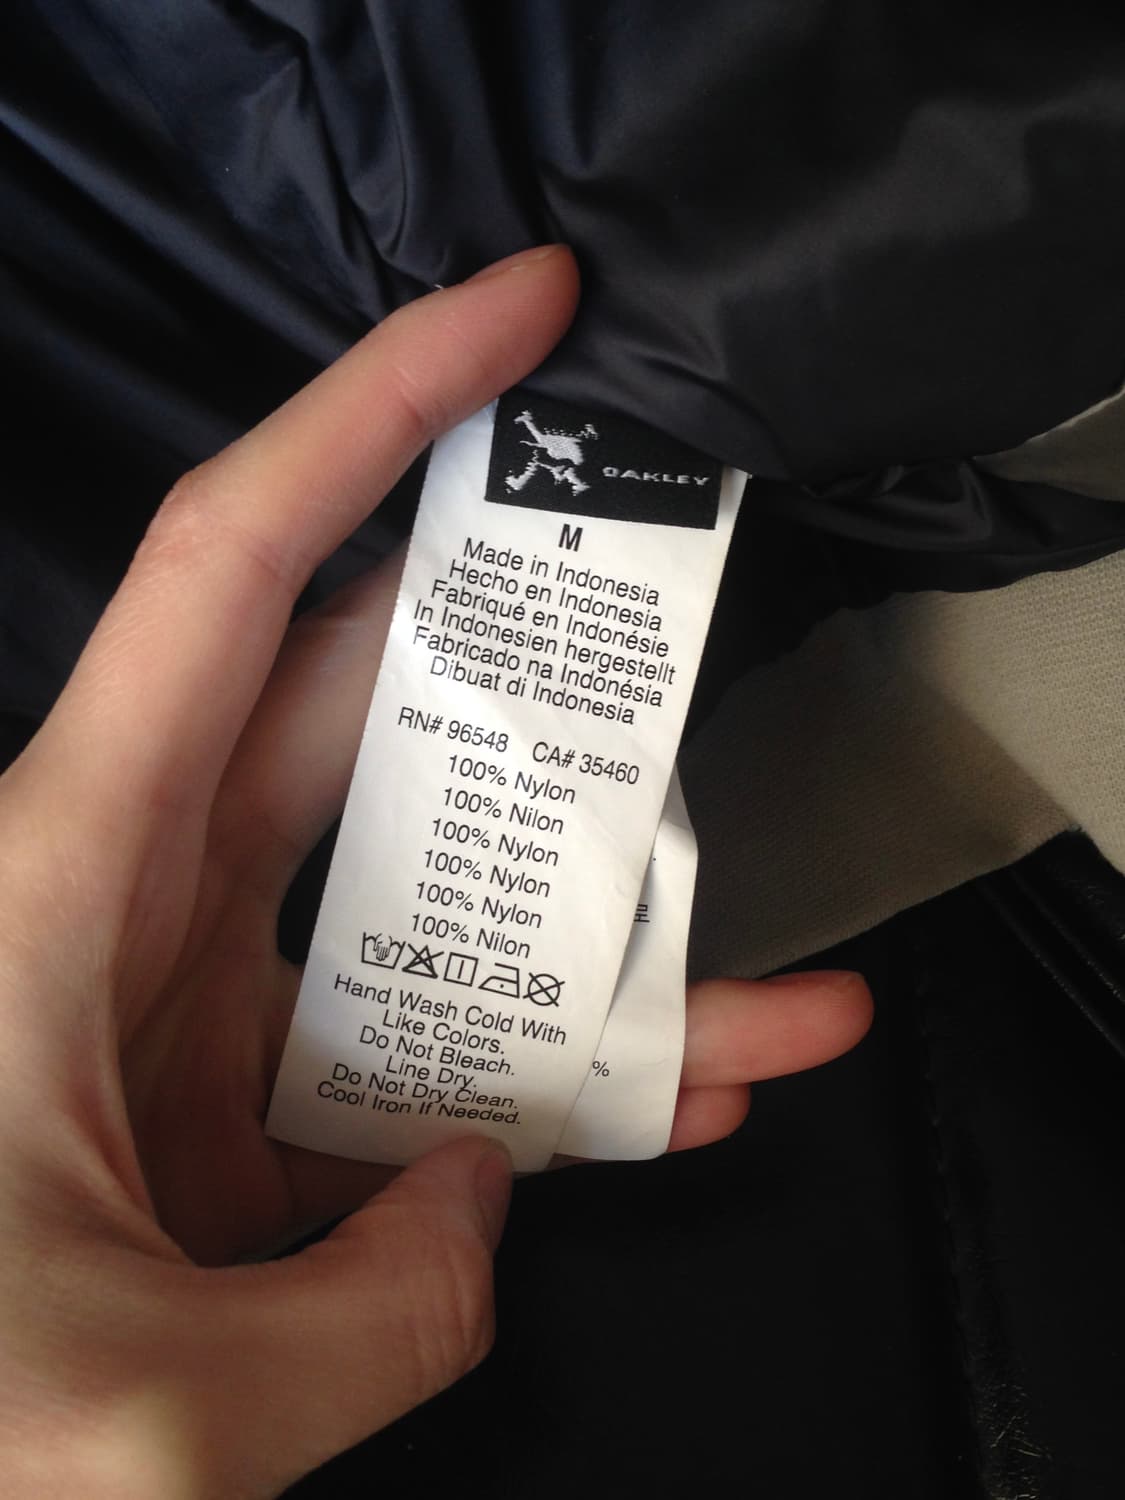 OAKLEY
M
Made in Indonesia
Hecho en Indonesia
Fabriqué en Indonésie
In Indonesien hergestellt
Fabricado na Indonésia
Dibuat di Indonesia
RN# 96548 CA# 35460
100% Nylon
100% Nilon
100% Nylon
100% Nylon
100% Nylon
100% Nilon
Hand Wash Cold With
Like Colors.
Do Not Bleach.
Line Dry.
Do Not Dry Clean.
Cool Iron If Needed.
로
%